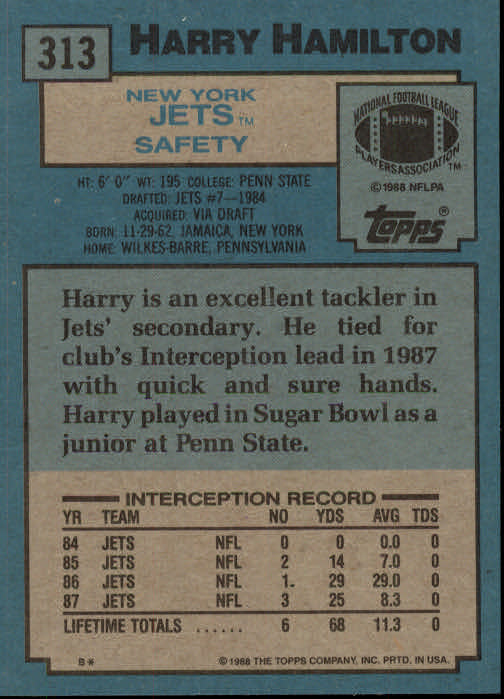 313 HARRY HAMILTON
NEW YORK
JETS TM
SAFETY
NATIONAL FOOTBALL LEAGUE
PLAYERS ASSOCIATION TM
© 1988 NFLPA
Topps®
HT: 6' 0" WT: 195 COLLEGE: PENN STATE
DRAFTED: JETS #7—1984
ACQUIRED: VIA DRAFT
BORN: 11-29-62, JAMAICA, NEW YORK
HOME: WILKES-BARRE, PENNSYLVANIA
Harry is an excellent tackler in
Jets' secondary. He tied for
club's Interception lead in 1987
with quick and sure hands.
Harry played in Sugar Bowl as a
junior at Penn State.
INTERCEPTION RECORD
YR TEAM NO YDS AVG TDS
84 JETS NFL 0 0 0.0 0
85 JETS NFL 2 14 7.0 0
86 JETS NFL 1. 29 29.0 0
87 JETS NFL 3 25 8.3 0
LIFETIME TOTALS ...... 6 68 11.3 0
B* © 1988 THE TOPPS COMPANY, INC. PRTD. IN USA.